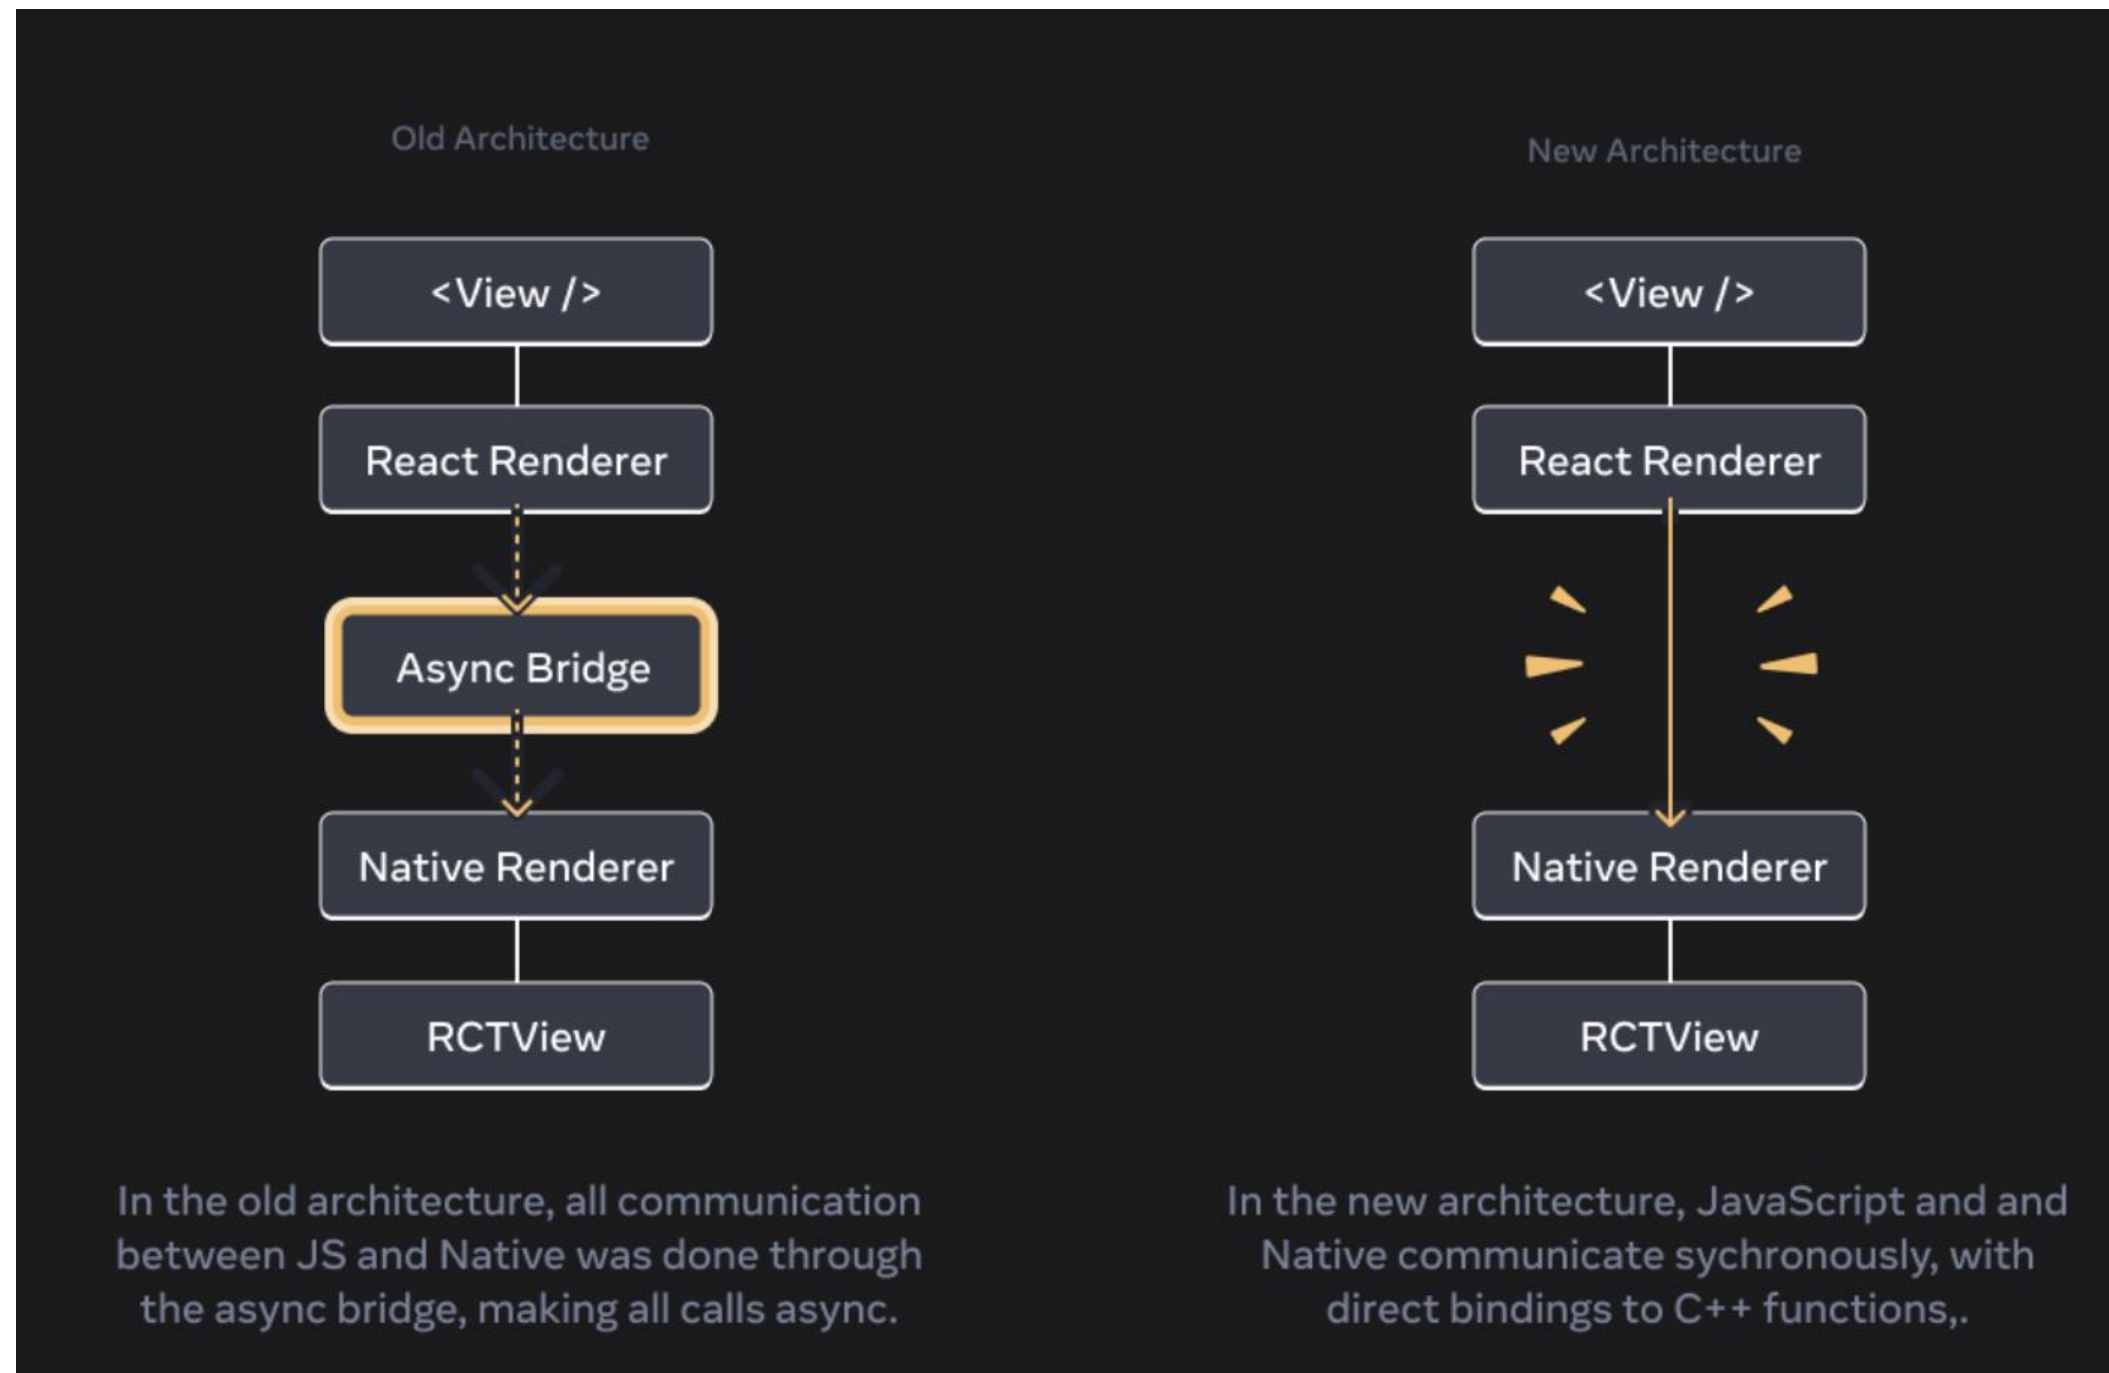 Old Architecture
<View />
React Renderer
Async Bridge
Native Renderer
RCTView
In the old architecture, all communication
between JS and Native was done through
the async bridge, making all calls async.
New Architecture
<View />
React Renderer
Native Renderer
RCTView
In the new architecture, JavaScript and and
Native communicate sychronously, with
direct bindings to C++ functions,.